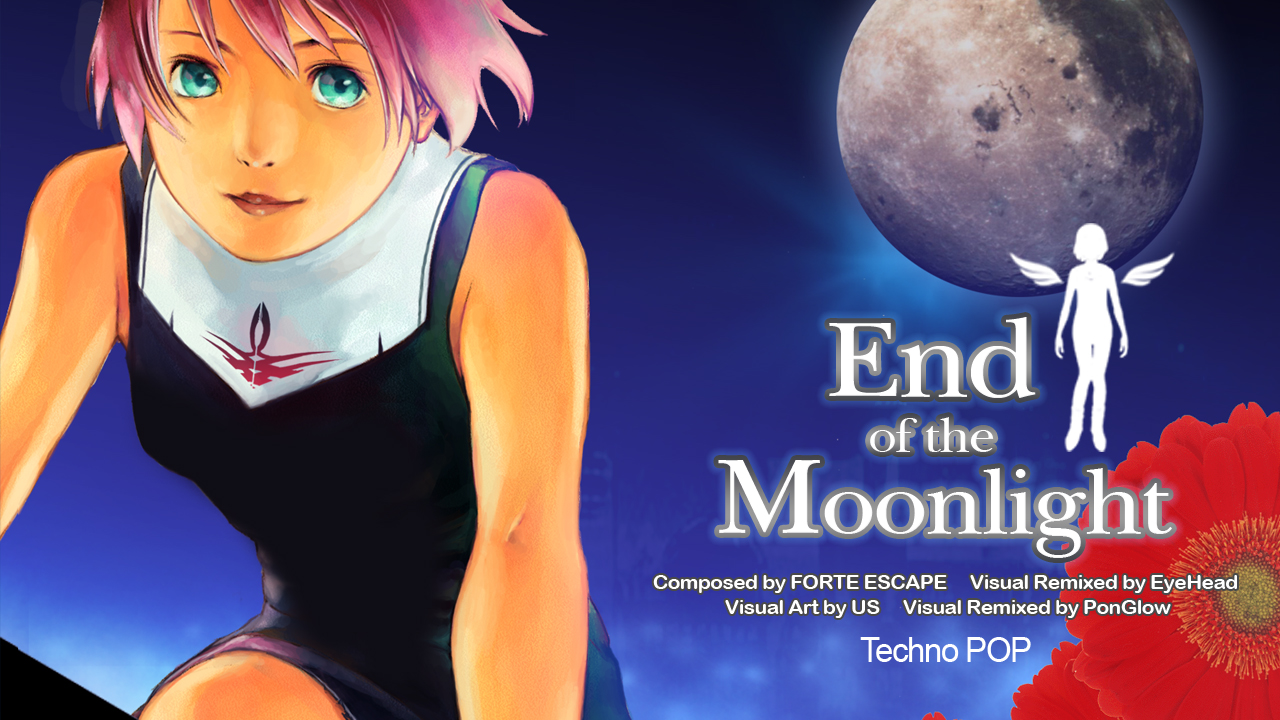 End
of the
Moonlight
Composed by FORTE ESCAPE Visual Remixed by EyeHead
Visual Art by US Visual Remixed by PonGlow
Techno POP